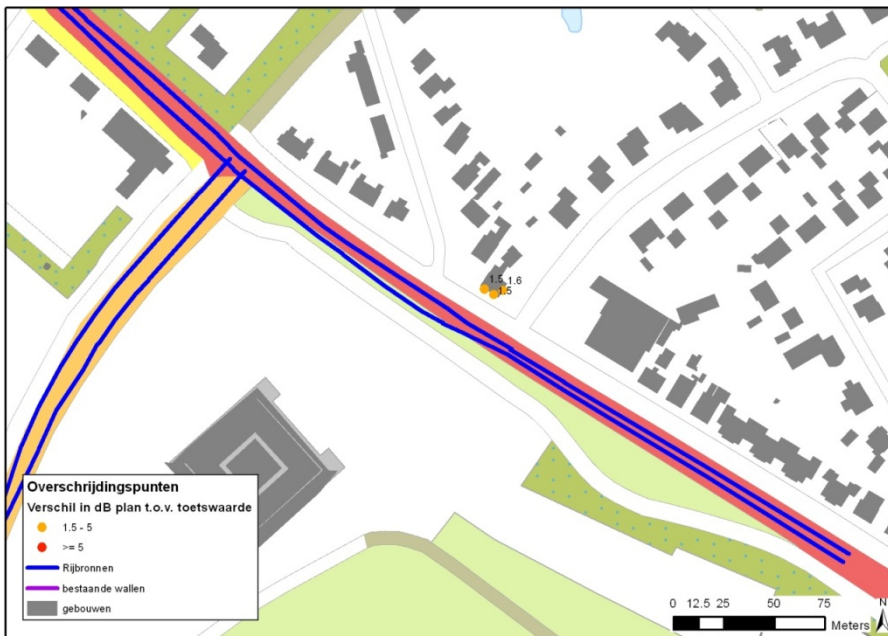 1.5 1.6
1.5
Overschrijdingspunten
Verschil in dB plan t.o.v. toetswaarde
1.5 - 5
>= 5
Rijbronnen
bestaande wallen
gebouwen
0 12.5 25 50 75
Meters
N